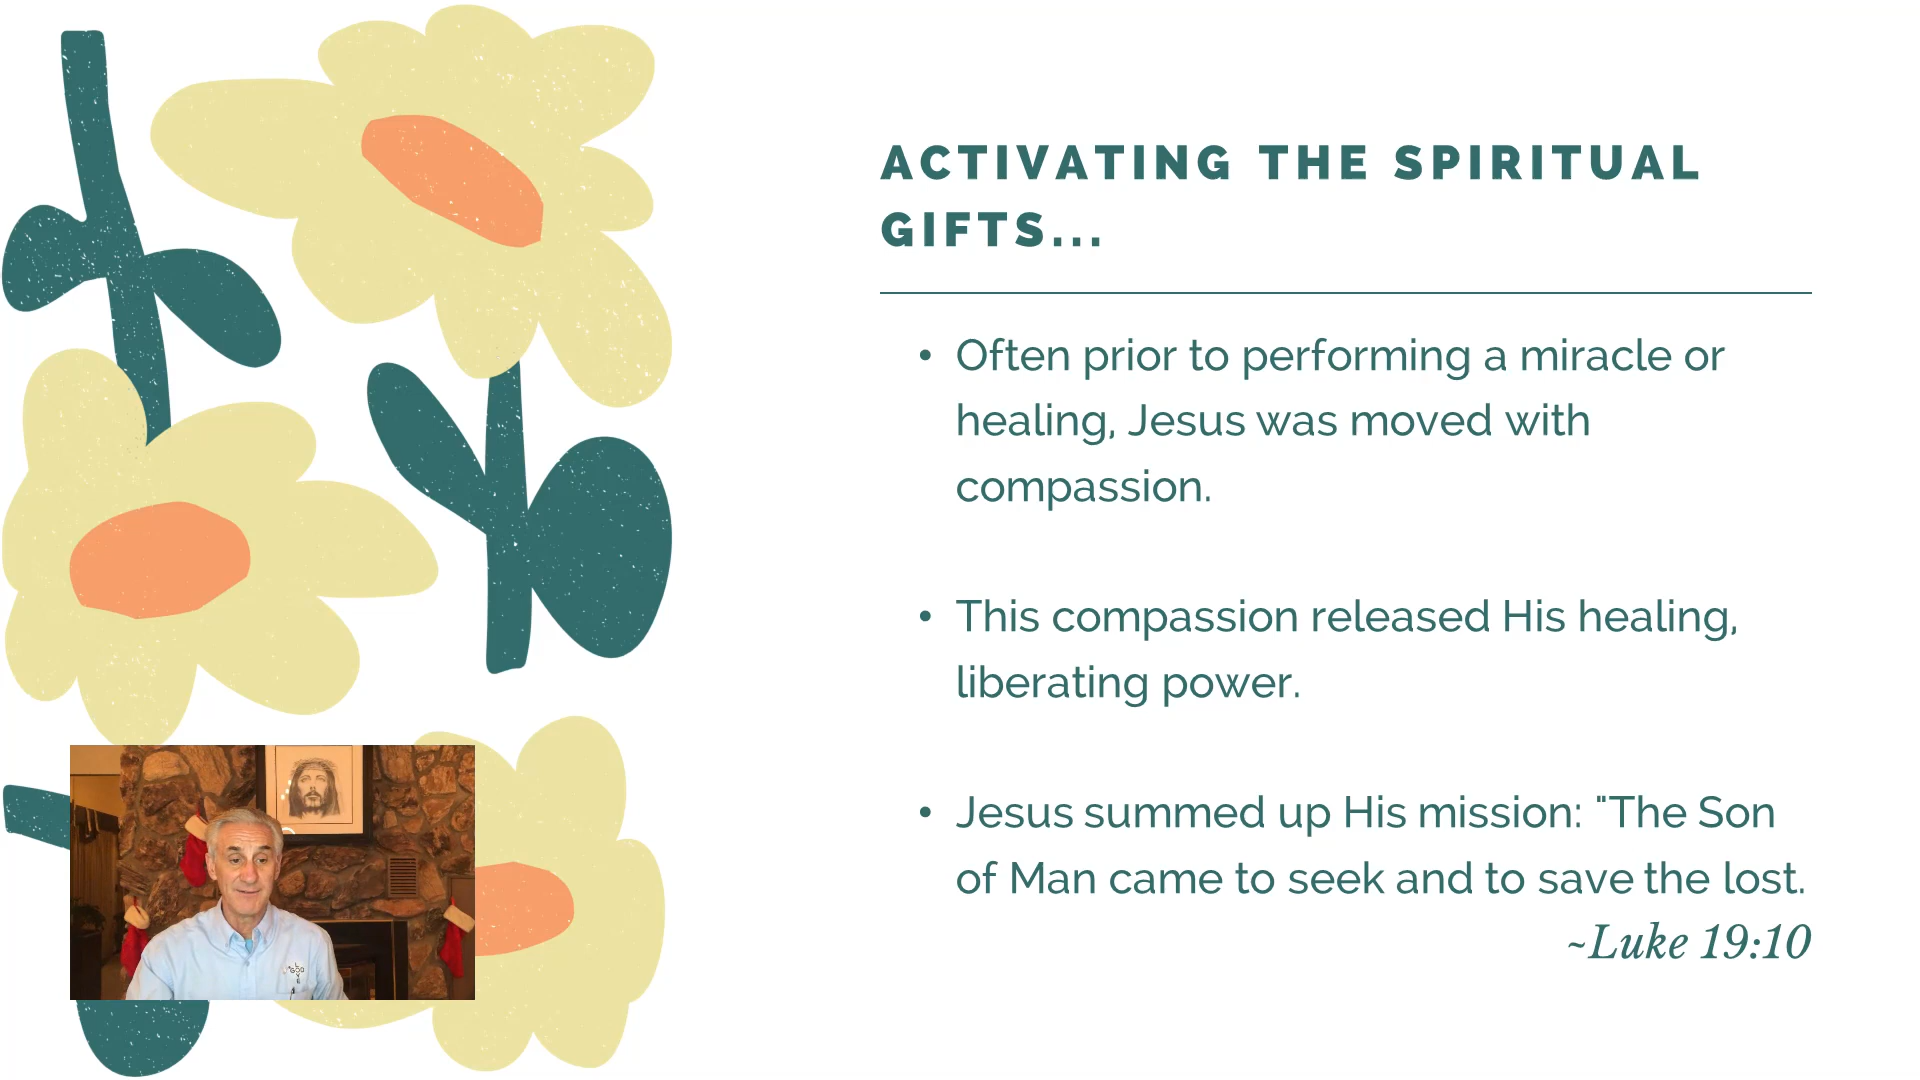 ACTIVATING THE SPIRITUAL
GIFTS...
• Often prior to performing a miracle or
healing, Jesus was moved with
compassion.
• This compassion released His healing,
liberating power.
• Jesus summed up His mission: "The Son
of Man came to seek and to save the lost.
~Luke 19:10